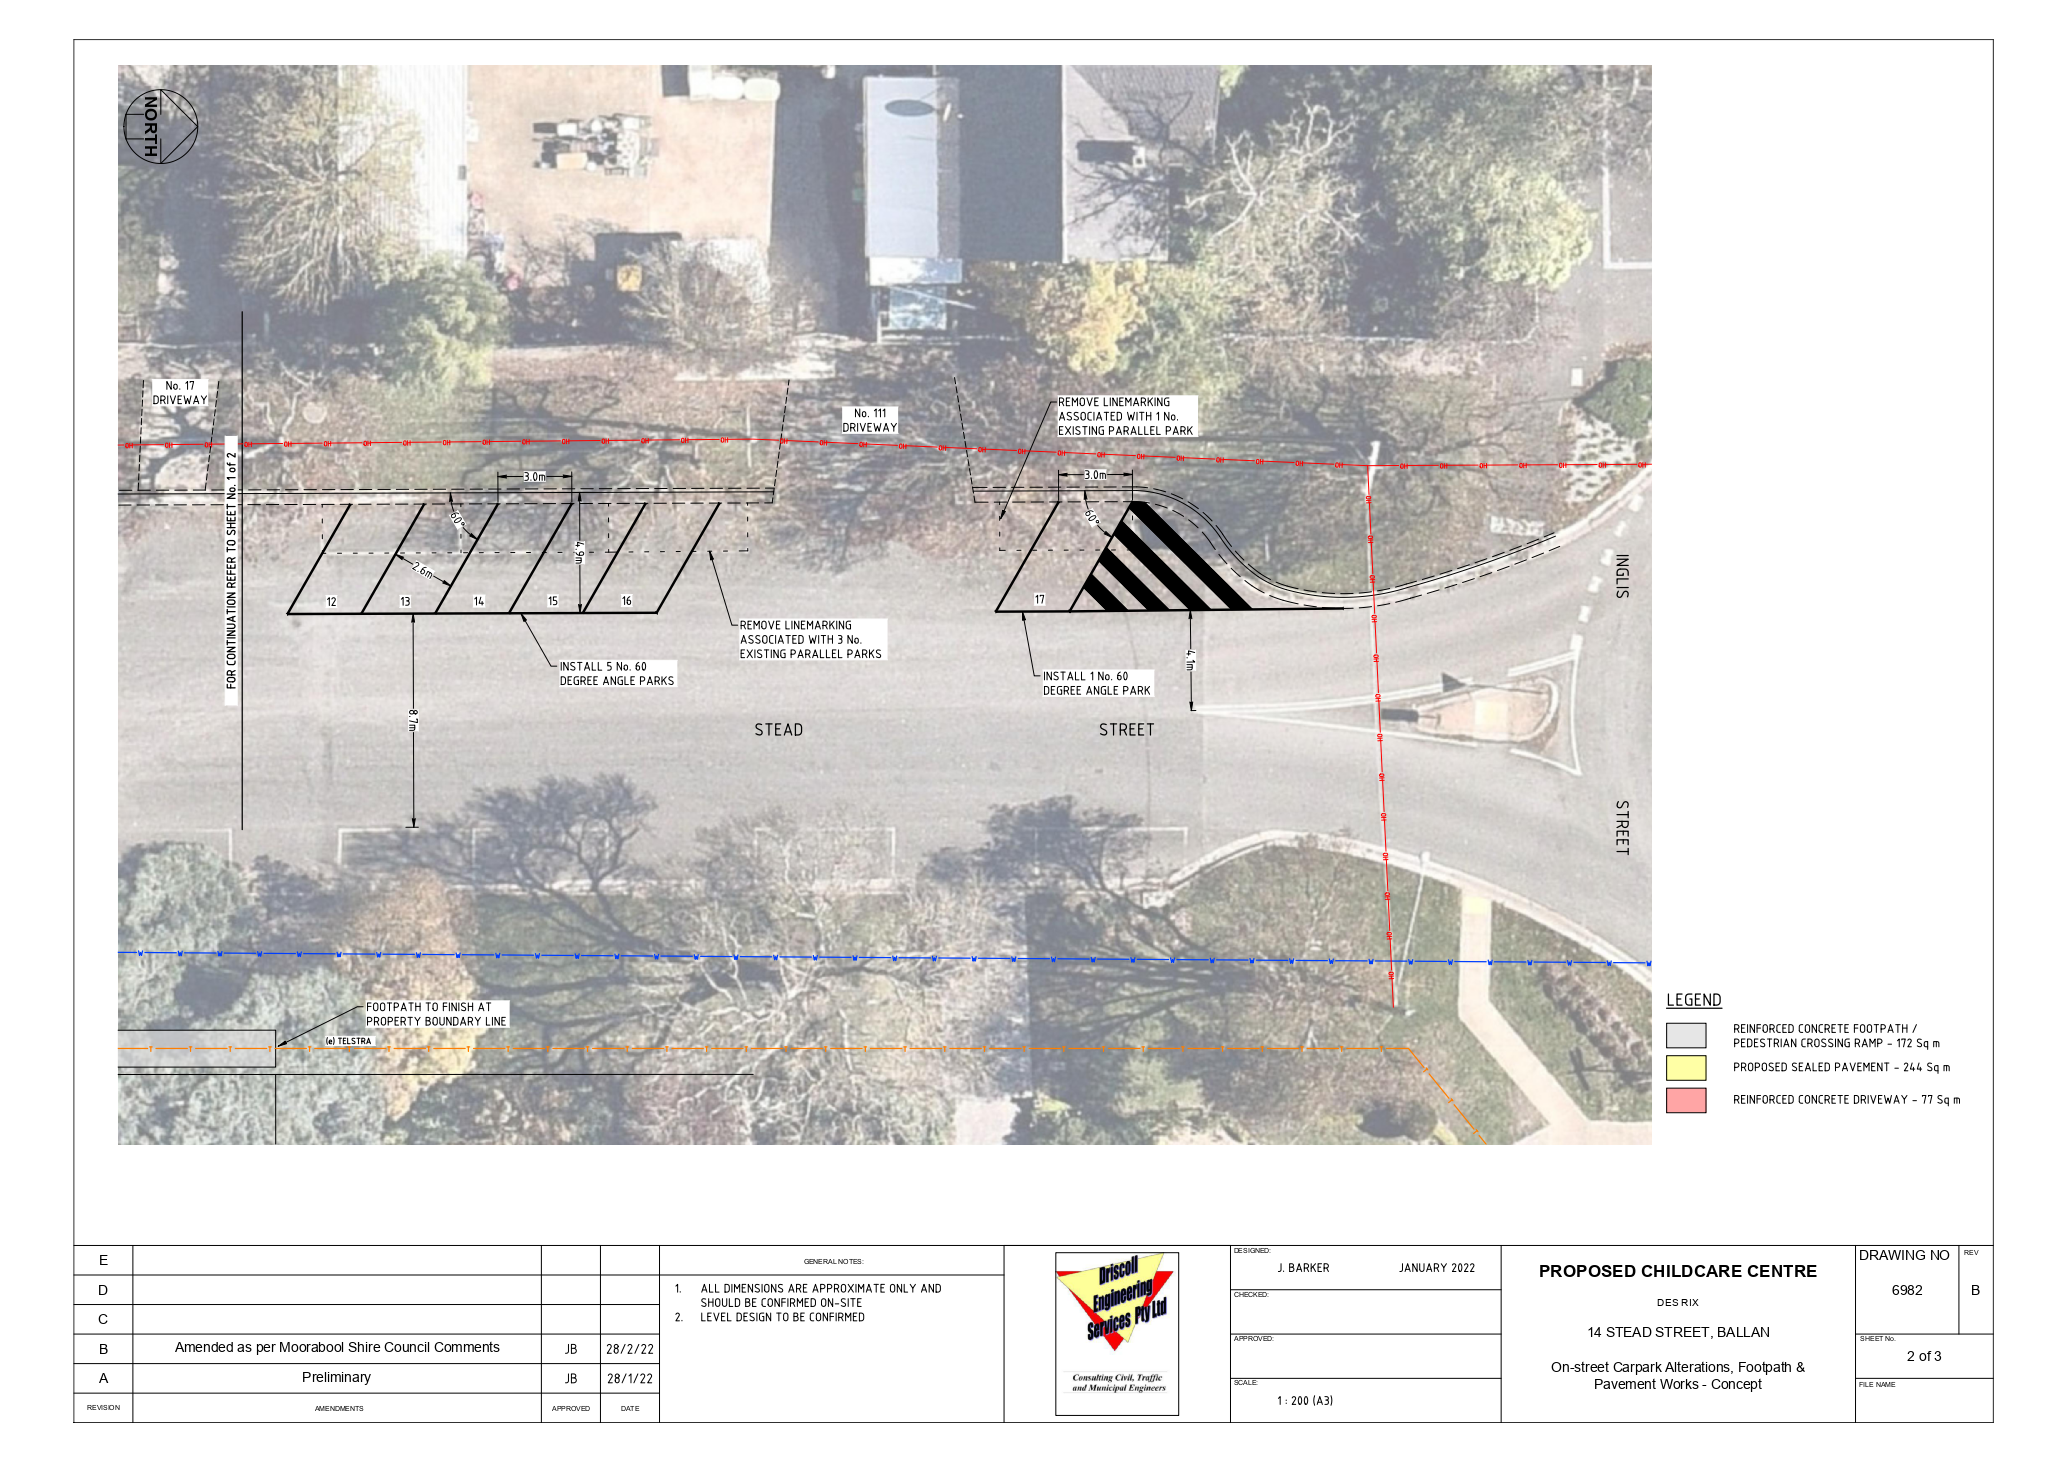 NORTH
No. 17
DRIVEWAY
No. 111
DRIVEWAY
REMOVE LINEMARKING
ASSOCIATED WITH 1 No.
EXISTING PARALLEL PARK
FOR CONTINUATION REFER TO SHEET No. 1 of 2
3.0m
60°
4.9m
2.6m
12
13
14
15
16
3.0m
60°
17
REMOVE LINEMARKING
ASSOCIATED WITH 3 No.
EXISTING PARALLEL PARKS
INSTALL 5 No. 60
DEGREE ANGLE PARKS
INSTALL 1 No. 60
DEGREE ANGLE PARK
4.1m
8.7m
STEAD STREET
INGLIS STREET
FOOTPATH TO FINISH AT
PROPERTY BOUNDARY LINE
(e) TELSTRA
LEGEND
REINFORCED CONCRETE FOOTPATH /
PEDESTRIAN CROSSING RAMP - 172 Sq m
PROPOSED SEALED PAVEMENT - 244 Sq m
REINFORCED CONCRETE DRIVEWAY - 77 Sq m
E
D
C
B Amended as per Moorabool Shire Council Comments JB 28/2/22
A Preliminary JB 28/1/22
REVISION AMENDMENTS APPROVED DATE
GENERAL NOTES:
1. ALL DIMENSIONS ARE APPROXIMATE ONLY AND
SHOULD BE CONFIRMED ON-SITE
2. LEVEL DESIGN TO BE CONFIRMED
Driscoll
Engineering
Services Pty Ltd
Consulting Civil, Traffic
and Municipal Engineers
DESIGNED:
J. BARKER JANUARY 2022
CHECKED:
APPROVED:
SCALE:
1 : 200 (A3)
PROPOSED CHILDCARE CENTRE
DES RIX
14 STEAD STREET, BALLAN
On-street Carpark Alterations, Footpath &
Pavement Works - Concept
DRAWING NO REV
6982 B
SHEET No.
2 of 3
FILE NAME